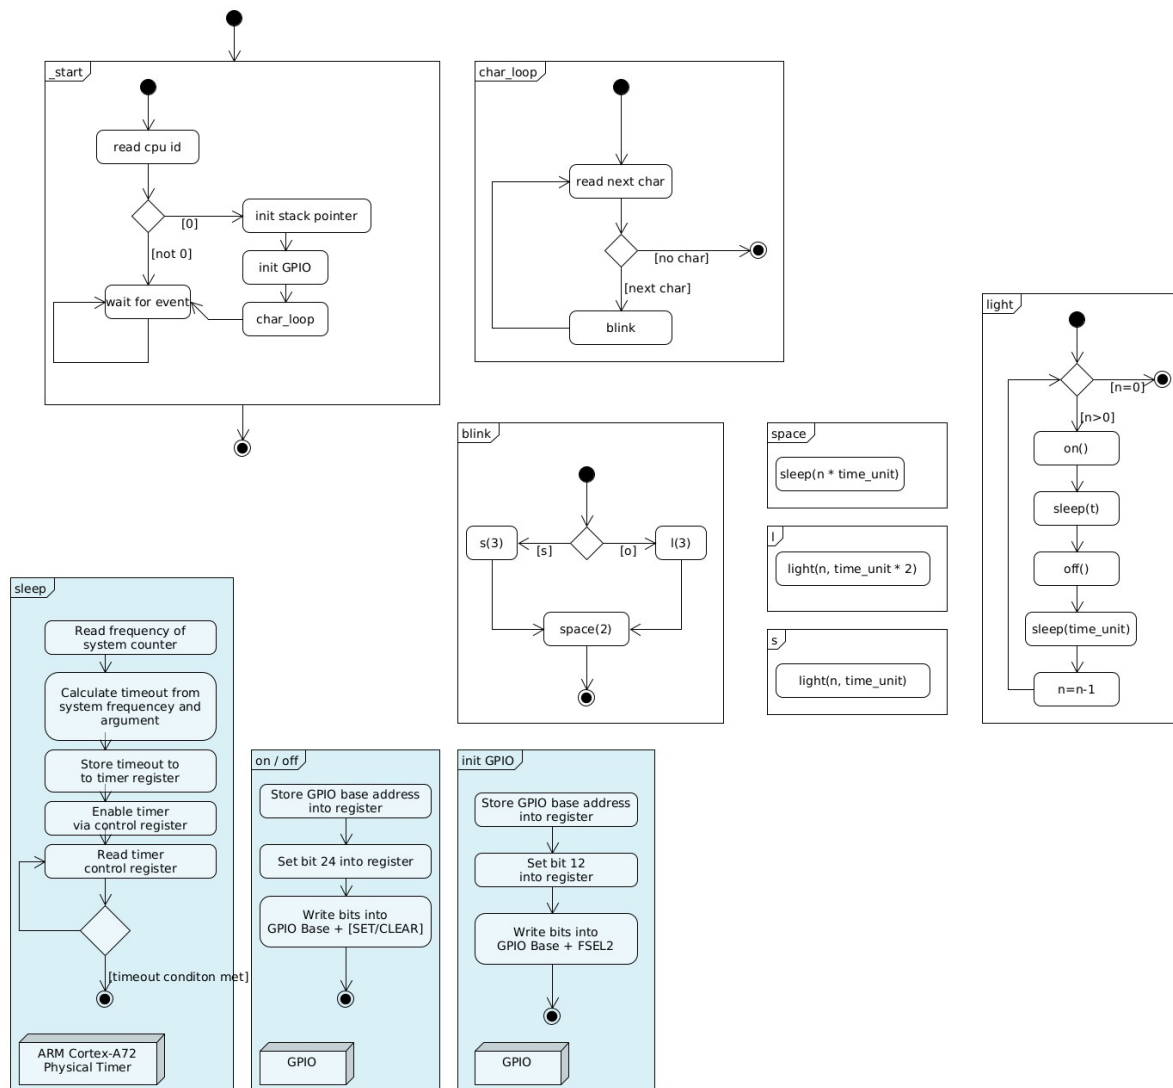 _start
read cpu id
[0]
init stack pointer
[not 0]
init GPIO
wait for event
char_loop
char_loop
read next char
[no char]
[next char]
blink
light
[n=0]
[n>0]
on()
sleep(t)
off()
sleep(time_unit)
n=n-1
blink
s(3)
[s]
[o]
l(3)
space(2)
space
sleep(n * time_unit)
l
light(n, time_unit * 2)
s
light(n, time_unit)
sleep
Read frequency of
system counter
Calculate timeout from
system frequencey and
argument
Store timeout to
to timer register
Enable timer
via control register
Read timer
control register
[timeout conditon met]
ARM Cortex-A72
Physical Timer
on / off
Store GPIO base address
into register
Set bit 24 into register
Write bits into
GPIO Base + [SET/CLEAR]
GPIO
init GPIO
Store GPIO base address
into register
Set bit 12
into register
Write bits into
GPIO Base + FSEL2
GPIO